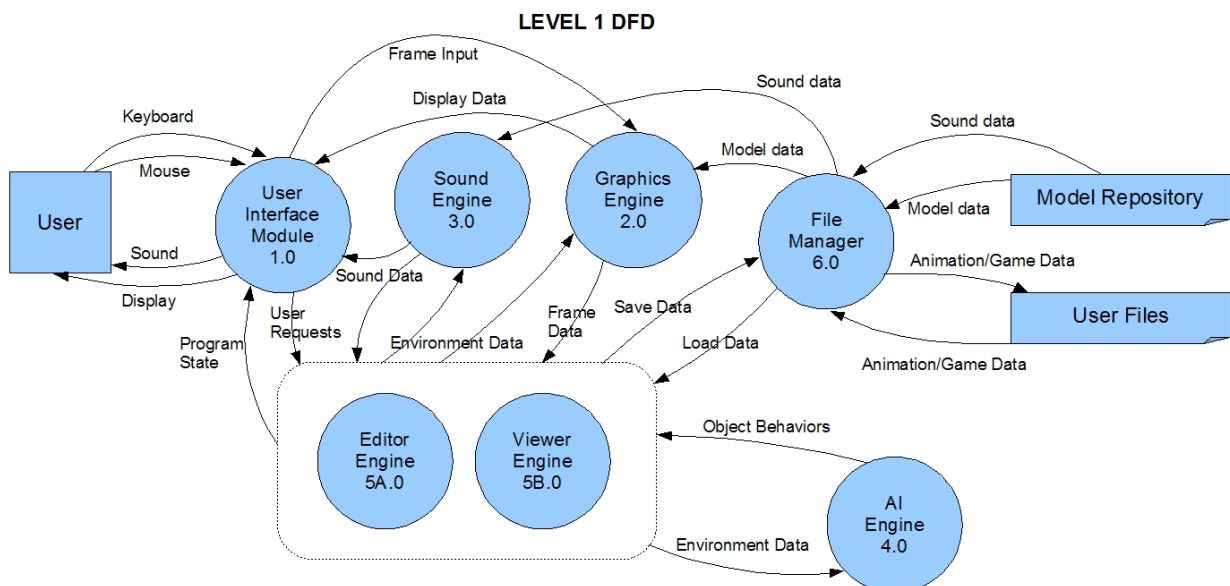 LEVEL 1 DFD
Frame Input
Sound data
Display Data
Keyboard
Sound data
Mouse
Model data
User
User
Interface
Module
1.0
Sound
Engine
3.0
Graphics
Engine
2.0
File
Manager
6.0
Model Repository
Model data
Sound
Sound Data
Animation/Game Data
Display
User
Requests
Program
State
Environment Data
Frame
Data
Save Data
Load Data
User Files
Animation/Game Data
Editor
Engine
5A.0
Viewer
Engine
5B.0
Object Behaviors
AI
Engine
4.0
Environment Data